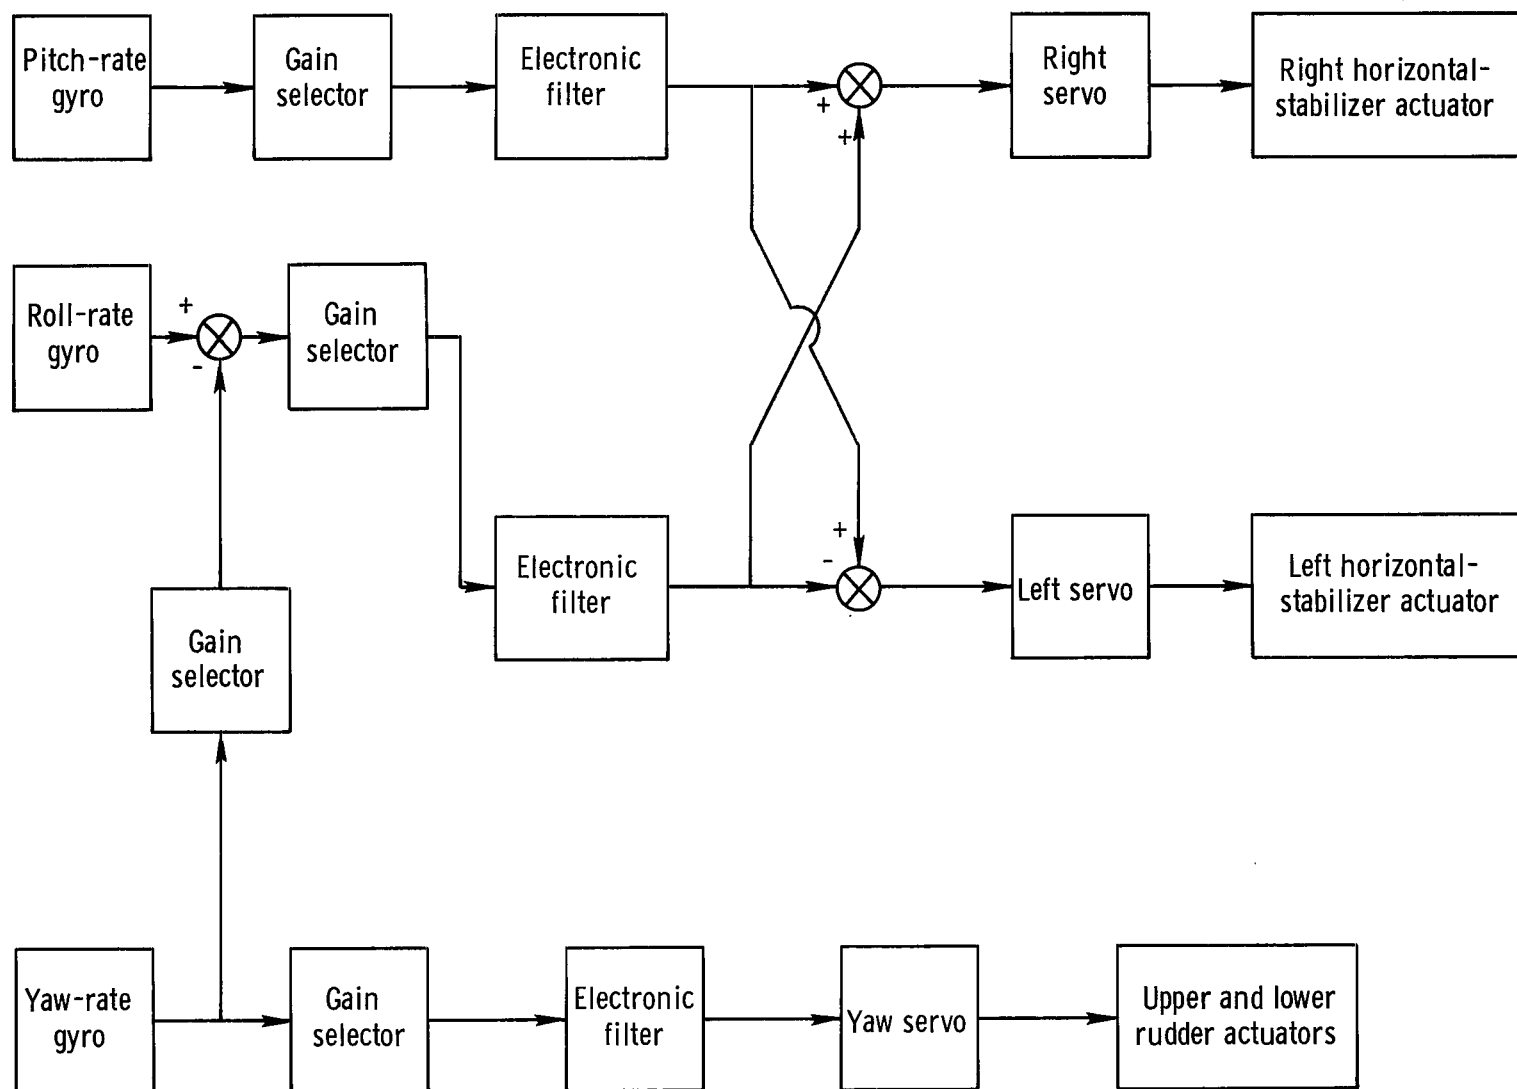 Pitch-rate
gyro
Gain
selector
Electronic
filter
+
+
Right
servo
Right horizontal-
stabilizer actuator
Roll-rate
gyro
+
-
Gain
selector
Electronic
filter
+
-
Left servo
Left horizontal-
stabilizer actuator
Gain
selector
Yaw-rate
gyro
Gain
selector
Electronic
filter
Yaw servo
Upper and lower
rudder actuators